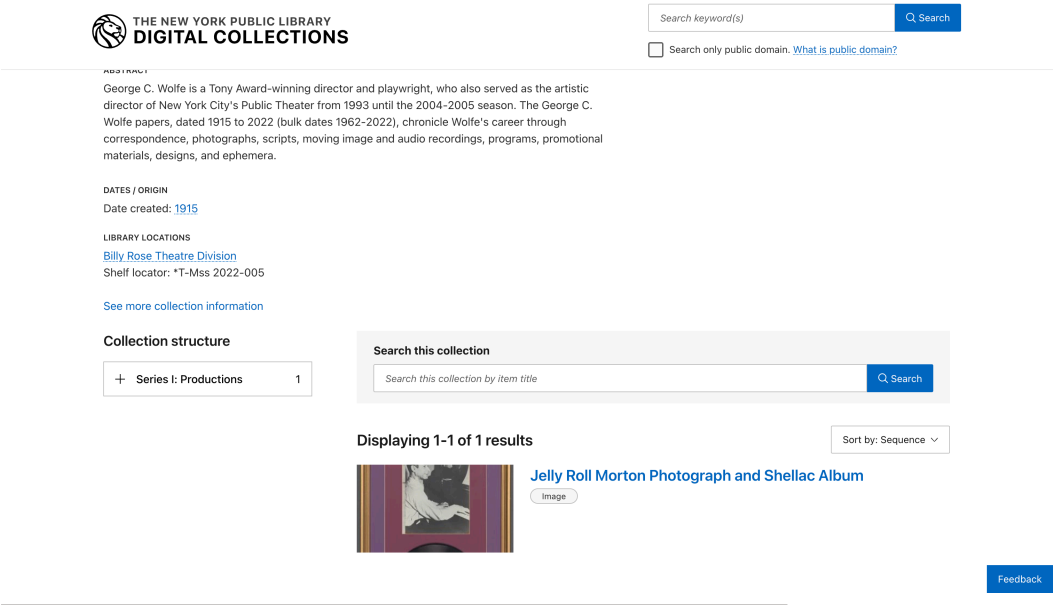 THE NEW YORK PUBLIC LIBRARY
DIGITAL COLLECTIONS
Search keyword(s)
Search
Search only public domain. What is public domain?
ABSTRACT
George C. Wolfe is a Tony Award-winning director and playwright, who also served as the artistic
director of New York City's Public Theater from 1993 until the 2004-2005 season. The George C.
Wolfe papers, dated 1915 to 2022 (bulk dates 1962-2022), chronicle Wolfe's career through
correspondence, photographs, scripts, moving image and audio recordings, programs, promotional
materials, designs, and ephemera.
DATES / ORIGIN
Date created: 1915
LIBRARY LOCATIONS
Billy Rose Theatre Division
Shelf locator: *T-Mss 2022-005
See more collection information
Collection structure
Series I: Productions 1
Search this collection
Search this collection by item title
Search
Displaying 1-1 of 1 results
Sort by: Sequence
Jelly Roll Morton Photograph and Shellac Album
Image
Feedback